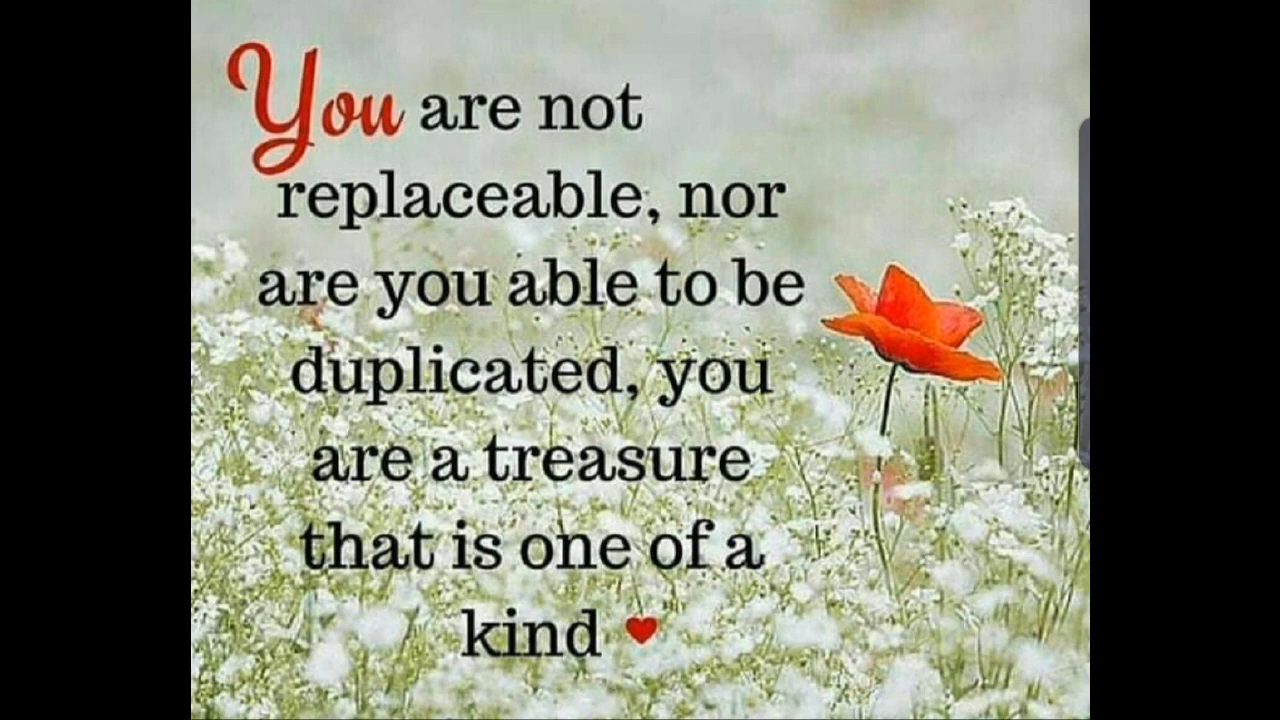 You are not
replaceable, nor
are you able to be
duplicated, you
are a treasure
that is one of a
kind ♥